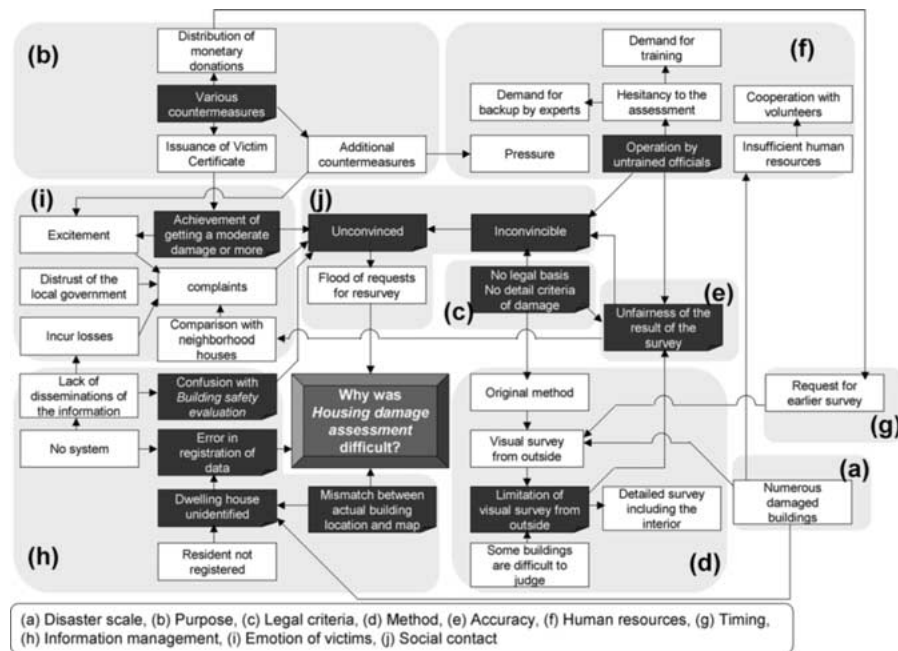 (b)
Distribution of
monetary
donations
Various
countermeasures
Issuance of Victim
Certificate
Additional
countermeasures
(f)
Demand for
training
Demand for
backup by experts
Hesitancy to the
assessment
Cooperation with
volunteers
Pressure
Operation by
untrained officials
Insufficient human
resources
(i)
Excitement
Achievement of
getting a moderate
damage or more
Distrust of the
local government
complaints
Incur losses
Comparison with
neighborhood
houses
(j)
Unconvinced
Inconvincible
Flood of requests
for resurvey
(c)
No legal basis
No detail criteria
of damage
(e)
Unfairness of the
result of the
survey
Lack of
disseminations of
the information
Confusion with
Building safety
evaluation
No system
Error in
registration of
data
Dwelling house
unidentified
Mismatch between
actual building
location and map
Resident not
registered
(h)
Why was
Housing damage
assessment
difficult?
Original method
Visual survey
from outside
Limitation of
visual survey from
outside
Detailed survey
including the
interior
Some buildings
are difficult to
judge
(d)
Request for
earlier survey
(g)
(a)
Numerous
damaged
buildings
(a) Disaster scale, (b) Purpose, (c) Legal criteria, (d) Method, (e) Accuracy, (f) Human resources, (g) Timing,
(h) Information management, (i) Emotion of victims, (j) Social contact